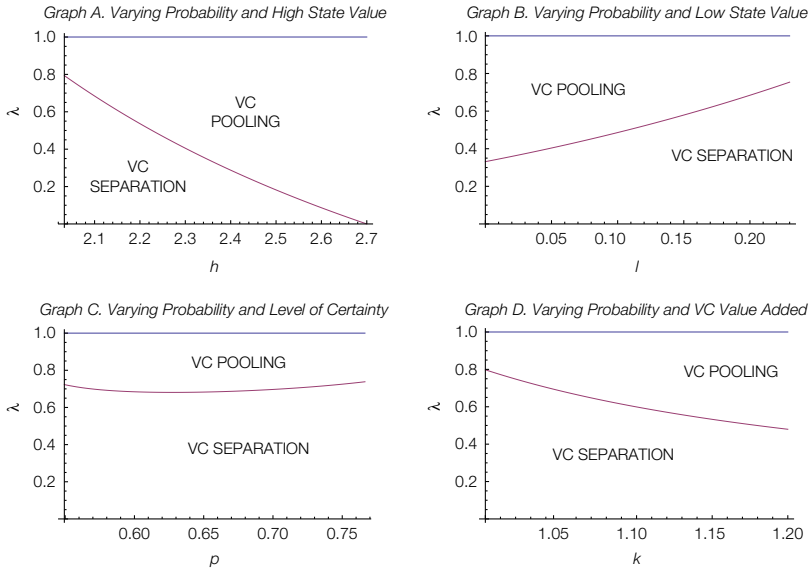 Graph A. Varying Probability and High State Value
1.0
0.8
0.6
0.4
0.2
λ
VC
POOLING
VC
SEPARATION
2.1 2.2 2.3 2.4 2.5 2.6 2.7
h
Graph B. Varying Probability and Low State Value
1.0
0.8
0.6
0.4
0.2
λ
VC POOLING
VC SEPARATION
0.05 0.10 0.15 0.20
l
Graph C. Varying Probability and Level of Certainty
1.0
0.8
0.6
0.4
0.2
λ
VC POOLING
VC SEPARATION
0.60 0.65 0.70 0.75
p
Graph D. Varying Probability and VC Value Added
1.0
0.8
0.6
0.4
0.2
λ
VC POOLING
VC SEPARATION
1.05 1.10 1.15 1.20
k